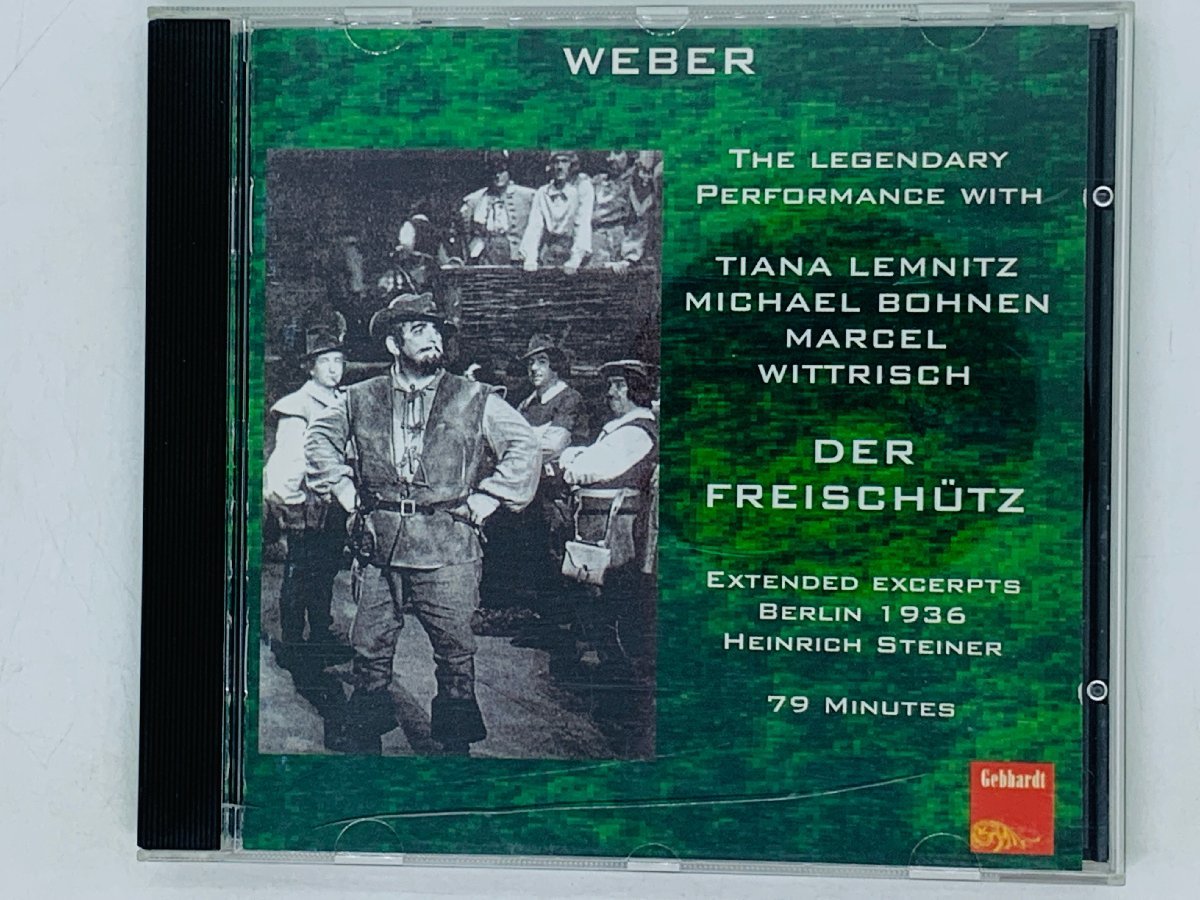 WEBER
THE LEGENDARY
PERFORMANCE WITH
TIANA LEMNITZ
MICHAEL BOHNEN
MARCEL
WITTRISCH
DER
FREISCHÜTZ
EXTENDED EXCERPTS
BERLIN 1936
HEINRICH STEINER
79 MINUTES
Gebhardt